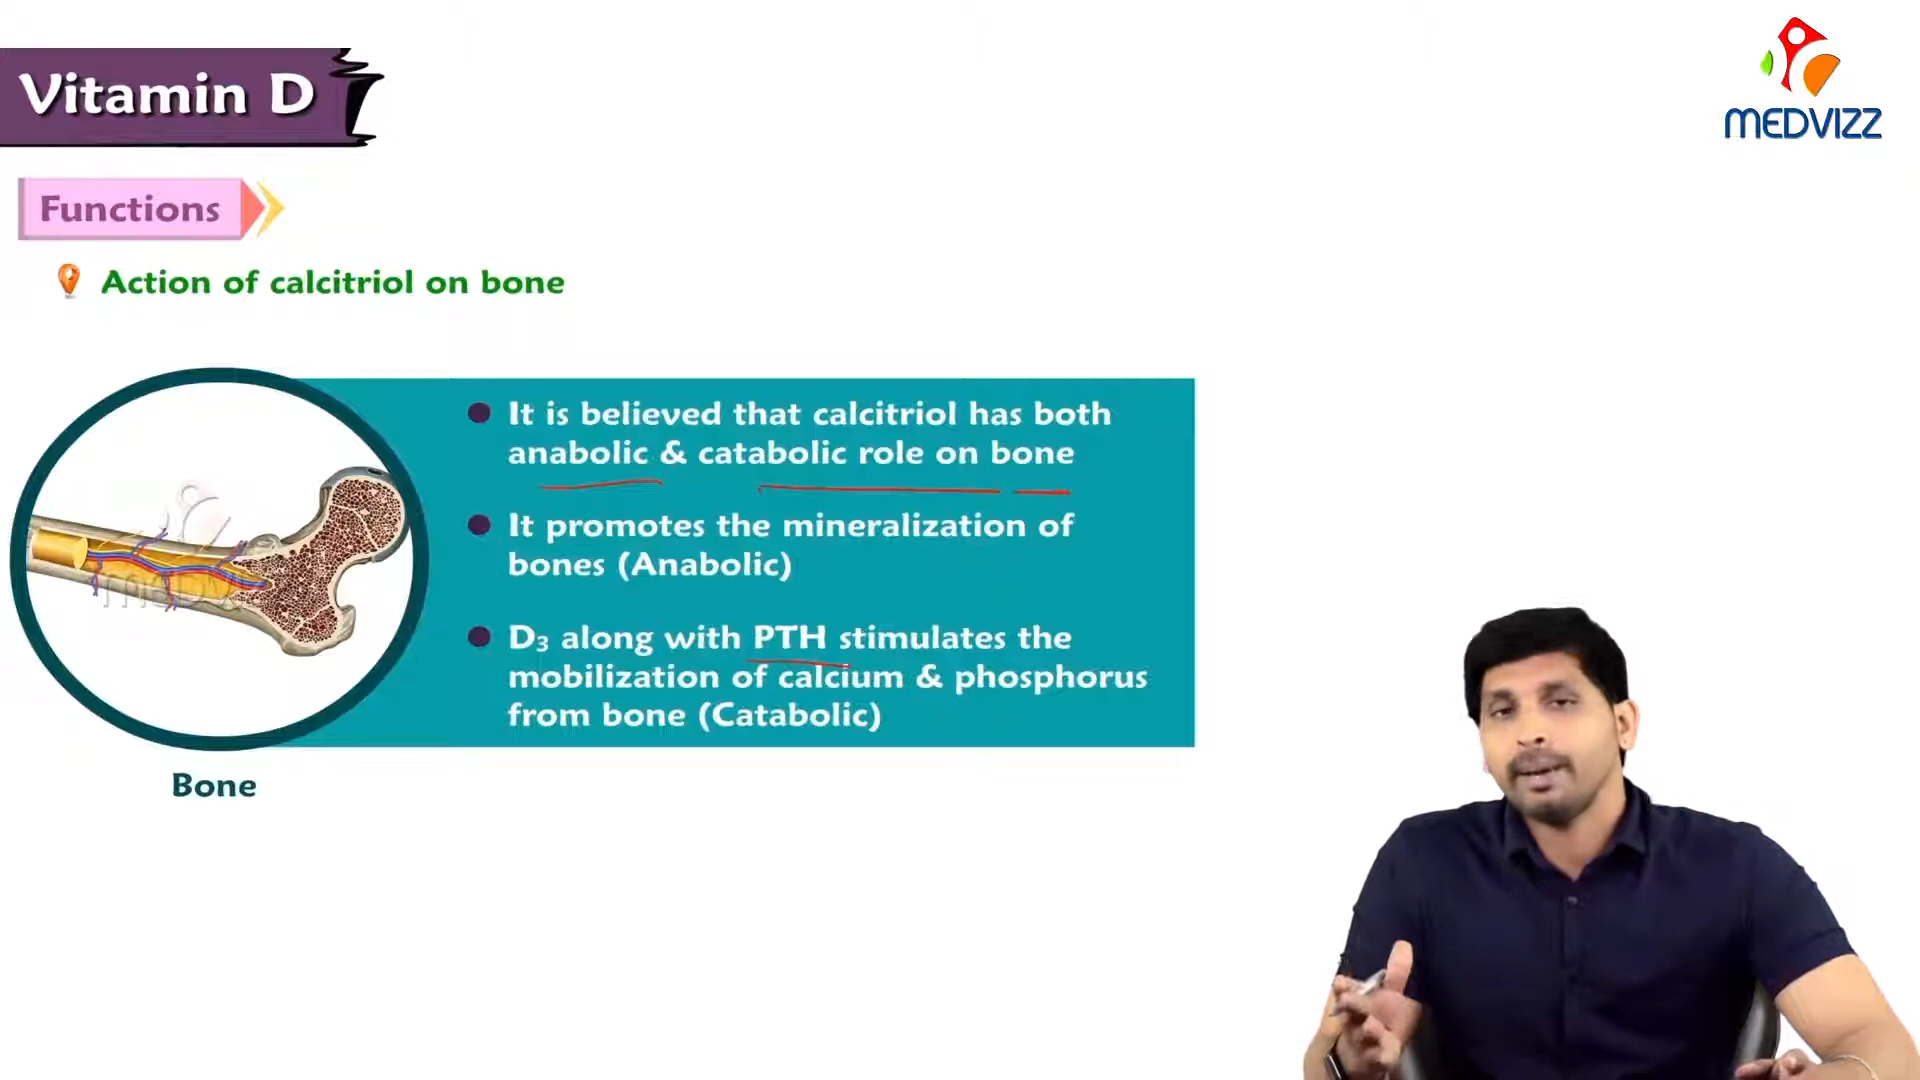 Vitamin D
MEDVIZZ
Functions
Action of calcitriol on bone
It is believed that calcitriol has both
anabolic & catabolic role on bone
It promotes the mineralization of
bones (Anabolic)
D₃ along with PTH stimulates the
mobilization of calcium & phosphorus
from bone (Catabolic)
medvizz
Bone